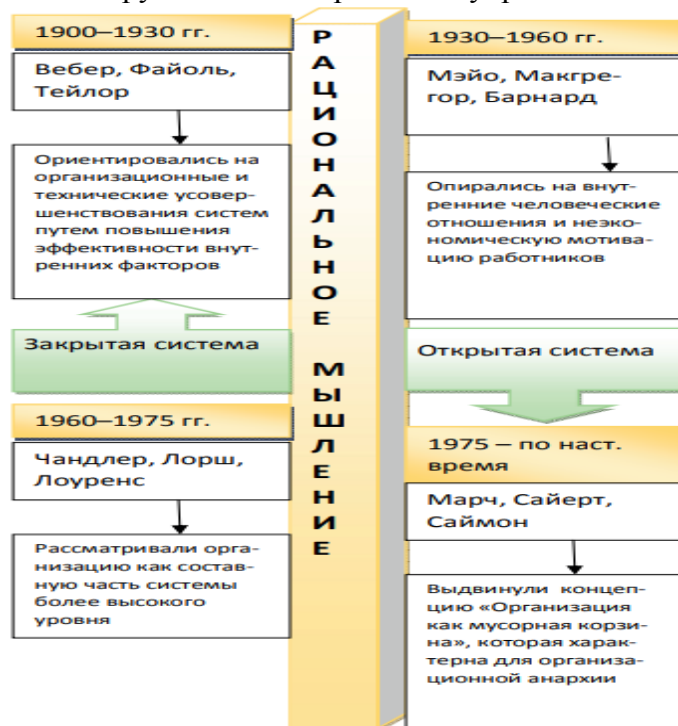 1900–1930 гг.
Вебер, Файоль,
Тейлор
Ориентировались на
организационные и
технические усовер-
шенствования систем
путем повышения
эффективности внут-
ренних факторов
Закрытая система
1960–1975 гг.
Чандлер, Лорш,
Лоуренс
Рассматривали орга-
низацию как состав-
ную часть системы
более высокого
уровня
РАЦИОНАЛЬНОЕ МЫШЛЕНИЕ
1930–1960 гг.
Мэйо, Макгре-
гор, Барнард
Опирались на внут-
ренние человеческие
отношения и неэко-
номическую мотива-
цию работников
Открытая система
1975 – по наст.
время
Марч, Сайерт,
Саймон
Выдвинули концеп-
цию «Организация
как мусорная корзи-
на», которая харак-
терна для организа-
ционной анархии